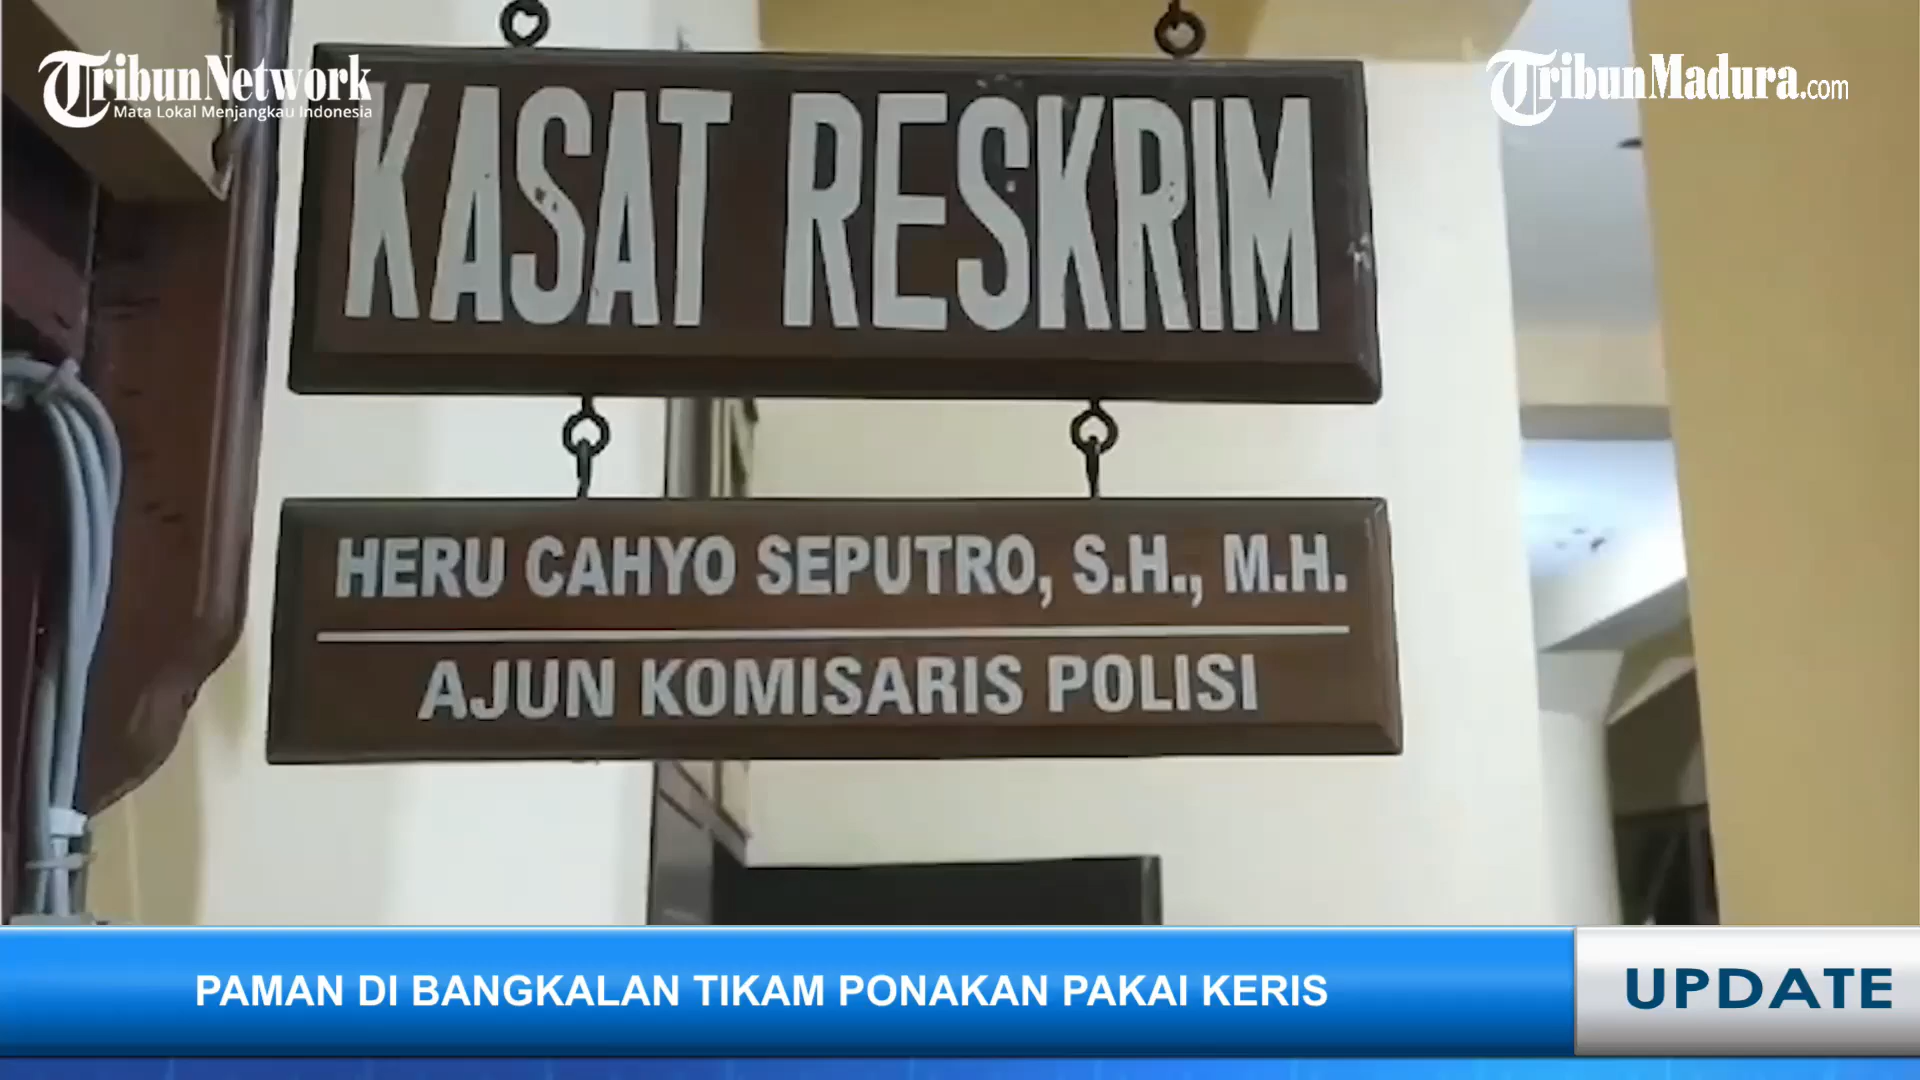 TribunNetwork
Mata Lokal Menjangkau Indonesia
TribunMadura.com
KASAT RESKRIM
HERU CAHYO SEPUTRO, S.H., M.H.
AJUN KOMISARIS POLISI
PAMAN DI BANGKALAN TIKAM PONAKAN PAKAI KERIS
UPDATE